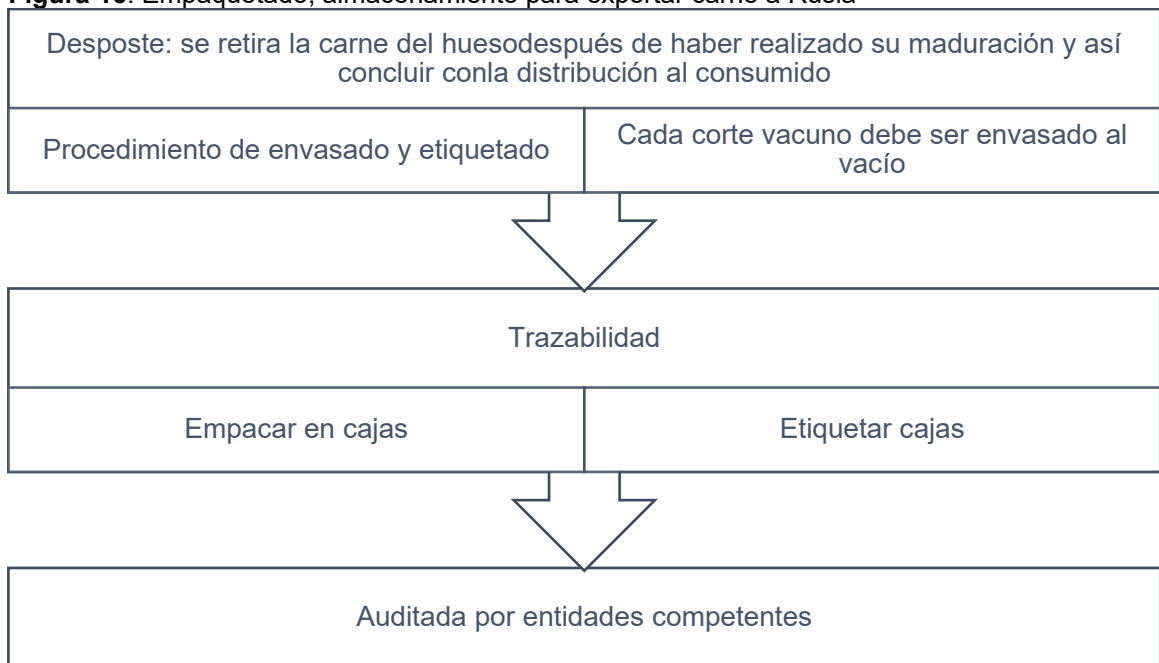 Figura 10. Empaquetado, almacenamiento para exportar carne a Rusia
Desposte: se retira la carne del huesodespués de haber realizado su maduración y así
concluir conla distribución al consumido
Procedimiento de envasado y etiquetado
Cada corte vacuno debe ser envasado al
vacío
Trazabilidad
Empacar en cajas
Etiquetar cajas
Auditada por entidades competentes